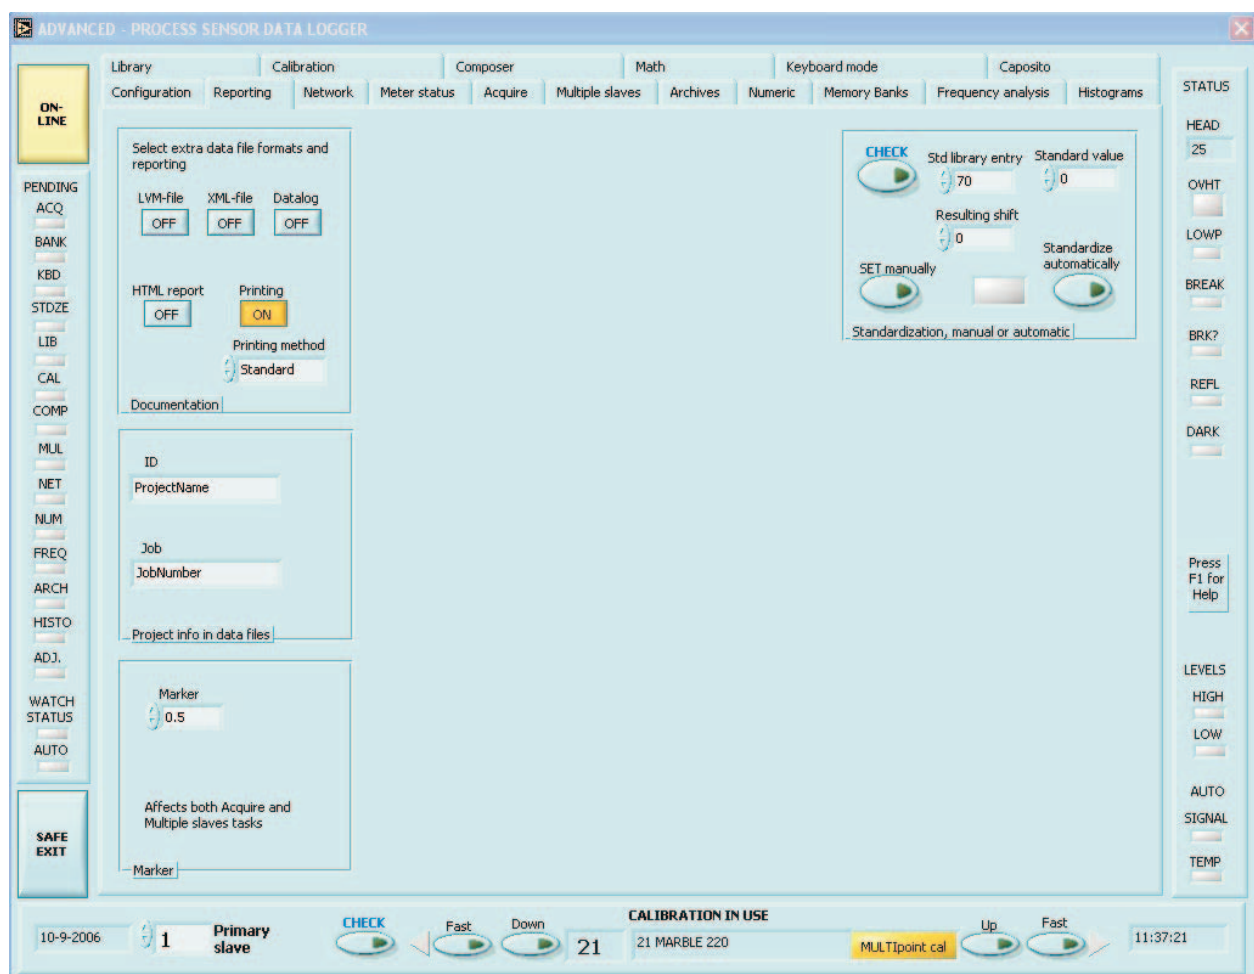 ADVANCED - PROCESS SENSOR DATA LOGGER
Library Calibration Composer Math Keyboard mode Caposito
Configuration Reporting Network Meter status Acquire Multiple slaves Archives Numeric Memory Banks Frequency analysis Histograms
ON-
LINE
PENDING
ACQ
BANK
KBD
STDZE
LIB
CAL
COMP
MUL
NET
NUM
FREQ
ARCH
HISTO
ADJ.
WATCH
STATUS
AUTO
SAFE
EXIT
Select extra data file formats and
reporting
LVM-file XML-file Datalog
OFF OFF OFF
HTML report Printing
OFF ON
Printing method
Standard
Documentation
ID
ProjectName
Job
JobNumber
Project info in data files
Marker
0.5
Affects both Acquire and
Multiple slaves tasks
Marker
CHECK Std library entry Standard value
70 0
Resulting shift
0
SET manually
Standardize
automatically
Standardization, manual or automatic
STATUS
HEAD
25
OVHT
LOWP
BREAK
BRK?
REFL
DARK
Press
F1 for
Help
LEVELS
HIGH
LOW
AUTO
SIGNAL
TEMP
10-9-2006
1
Primary
slave
CHECK
Fast Down
21
CALIBRATION IN USE
21 MARBLE 220
MULTIpoint cal
Up Fast
11:37:21